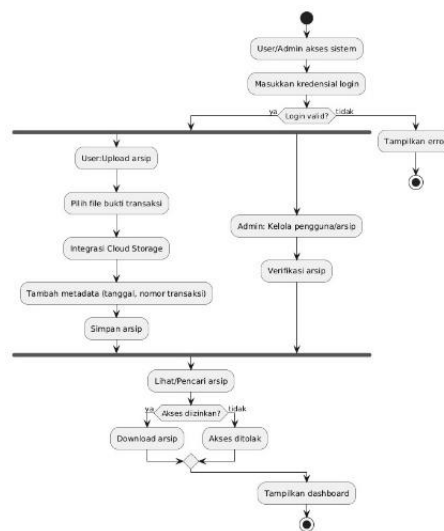 User/Admin akses sistem
Masukkan kredensial login
ya
Login valid?
tidak
Tampilkan error
User:Upload arsip
Pilih file bukti transaksi
Integrasi Cloud Storage
Tambah metadata (tanggal, nomor transaksi)
Simpan arsip
Admin: Kelola pengguna/arsip
Verifikasi arsip
Lihat/Pencari arsip
ya
Akses diizinkan?
tidak
Download arsip
Akses ditolak
Tampilkan dashboard